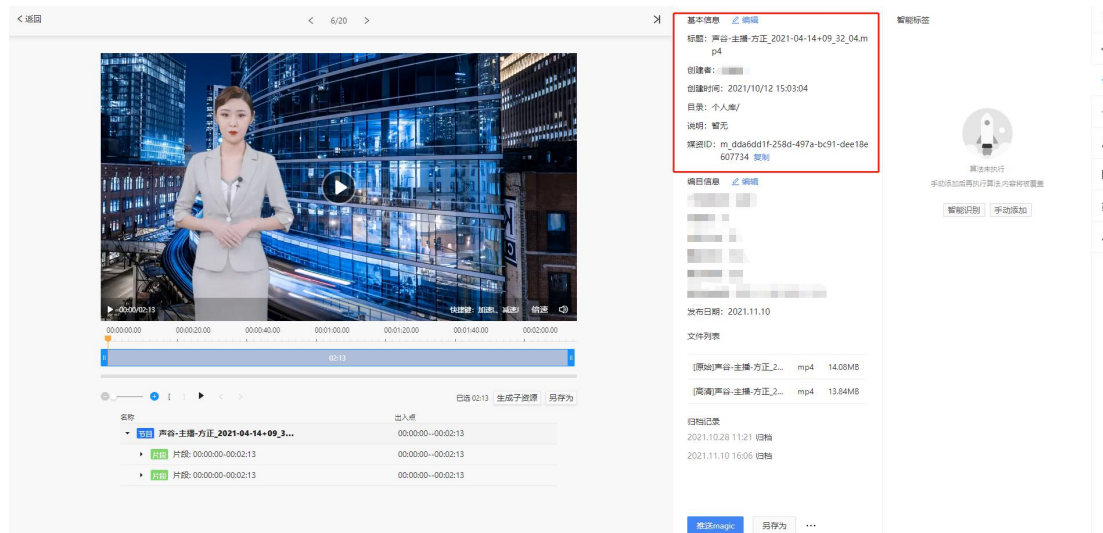 返回
6/20
00:00/02:13
快捷键：加速L 减速J 倍速
00:00:00.00 00:00:20.00 00:00:40.00 00:01:00.00 00:01:20.00 00:01:40.00 00:02:00.00
02:13
已选 02:13 生成子资源 另存为
名称 出入点
节目 声谷-主播-方正_2021-04-14+09_3... 00:00:00--00:02:13
片段 片段: 00:00:00-00:02:13 00:00:00--00:02:13
片段 片段: 00:00:00-00:02:13 00:00:00--00:02:13
基本信息 编辑
标题：声谷-主播-方正_2021-04-14+09_32_04.m
p4
创建者：
创建时间：2021/10/12 15:03:04
目录：个人库/
说明：暂无
媒资ID：m_dda6dd1f-258d-497a-bc91-dee18e
607734 复制
编目信息 编辑
发布日期：2021.11.10
文件列表
[原始]声谷-主播-方正_2... mp4 14.08MB
[高清]声谷-主播-方正_2... mp4 13.84MB
归档记录
2021.10.28 11:21 归档
2021.11.10 16:06 归档
推送magic 另存为 ···
智能标签
算法未执行
手动添加后再执行算法,内容将被覆盖
智能识别 手动添加